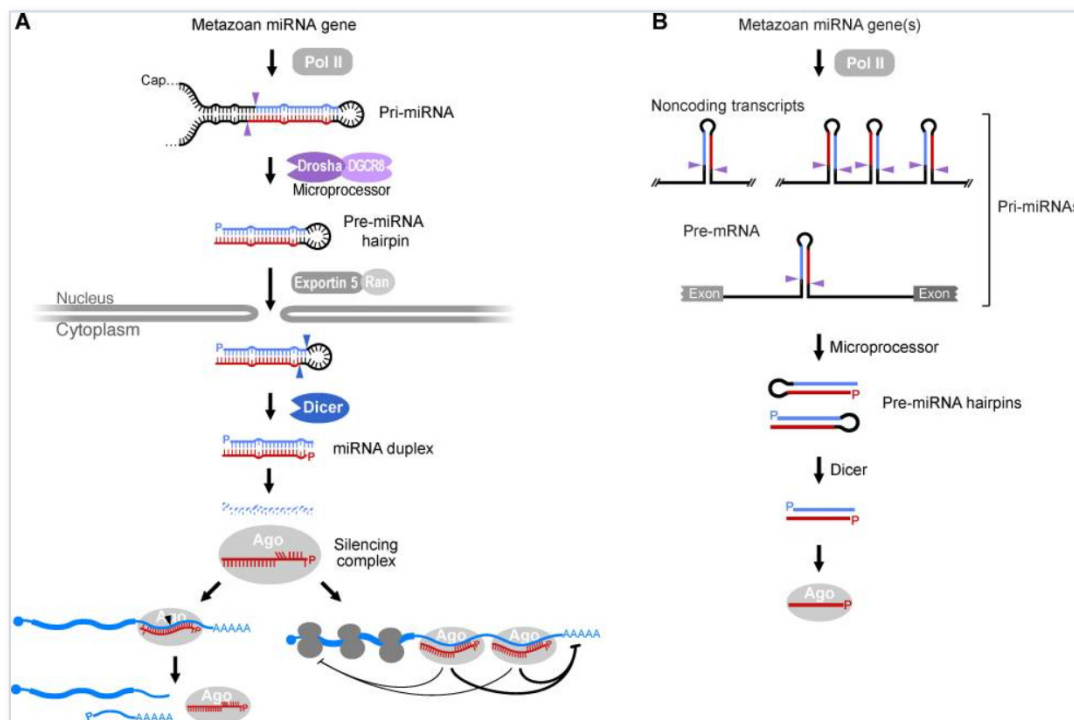 A
Metazoan miRNA gene
Pol II
Cap...
...
Pri-miRNA
Drosha DGCR8
Microprocessor
P
Pre-miRNA
hairpin
Exportin 5 Ran
Nucleus
Cytoplasm
Dicer
P
miRNA duplex
P
Ago
P
Silencing
complex
Ago
P
AAAAA
Ago
P
Ago
P
AAAAA
Ago
P
P
AAAAA
B
Metazoan miRNA gene(s)
Pol II
Noncoding transcripts
Pri-miRNAs
Pre-mRNA
Exon
Exon
Microprocessor
P
Pre-miRNA hairpins
P
Dicer
P
P
Ago
P